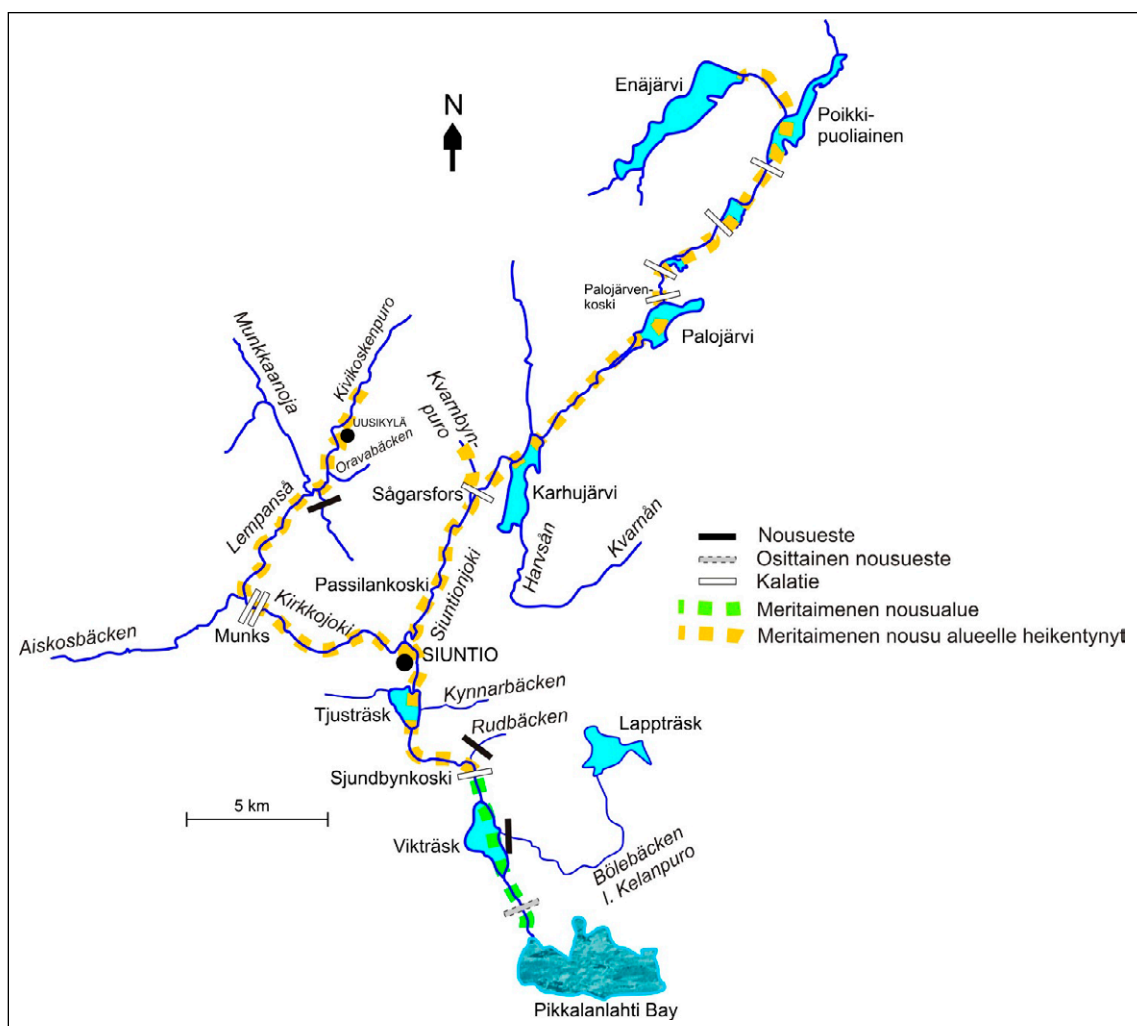 Enäjärvi
Poikki-
puoliainen
N
Palojärven-
koski
Palojärvi
Munkkaanoja
Kivikoskenpuro
UUSIKYLÄ
Oravabäcken
Kvarnbyn-
puro
Sågarsfors
Karhujärvi
Lempanså
Harvsån
Kvarnån
Passilankoski
Siuntionjoki
Kirkkojoki
Munks
Aiskosbäcken
SIUNTIO
Tjusträsk
Kynnarbäcken
Rudbäcken
Lappträsk
Sjundbynkoski
5 km
Vikträsk
Bölebäcken
l. Kelanpuro
Pikkalanlahti Bay
Nousueste
Osittainen nousueste
Kalatie
Meritaimenen nousualue
Meritaimenen nousu alueelle heikentynyt